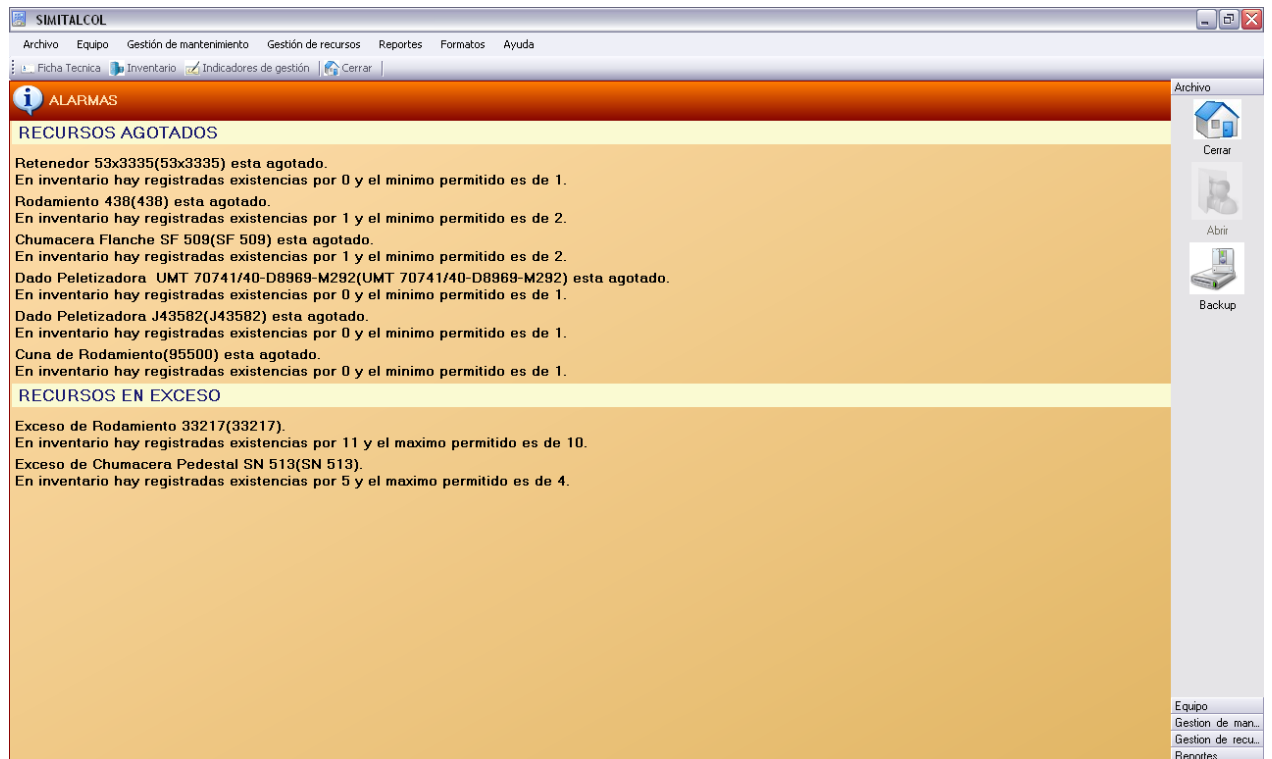 SIMITALCOL
Archivo Equipo Gestión de mantenimiento Gestión de recursos Reportes Formatos Ayuda
Ficha Tecnica Inventario Indicadores de gestión Cerrar
ALARMAS
RECURSOS AGOTADOS
Retenedor 53x3335(53x3335) esta agotado.
En inventario hay registradas existencias por 0 y el minimo permitido es de 1.
Rodamiento 438(438) esta agotado.
En inventario hay registradas existencias por 1 y el minimo permitido es de 2.
Chumacera Flanche SF 509(SF 509) esta agotado.
En inventario hay registradas existencias por 1 y el minimo permitido es de 2.
Dado Peletizadora UMT 70741/40-D8969-M292(UMT 70741/40-D8969-M292) esta agotado.
En inventario hay registradas existencias por 0 y el minimo permitido es de 1.
Dado Peletizadora J43582(J43582) esta agotado.
En inventario hay registradas existencias por 0 y el minimo permitido es de 1.
Cuna de Rodamiento(95500) esta agotado.
En inventario hay registradas existencias por 0 y el minimo permitido es de 1.
RECURSOS EN EXCESO
Exceso de Rodamiento 33217(33217).
En inventario hay registradas existencias por 11 y el maximo permitido es de 10.
Exceso de Chumacera Pedestal SN 513(SN 513).
En inventario hay registradas existencias por 5 y el maximo permitido es de 4.
Archivo
Cerrar
Abrir
Backup
Equipo
Gestion de man...
Gestion de recu...
Reportes